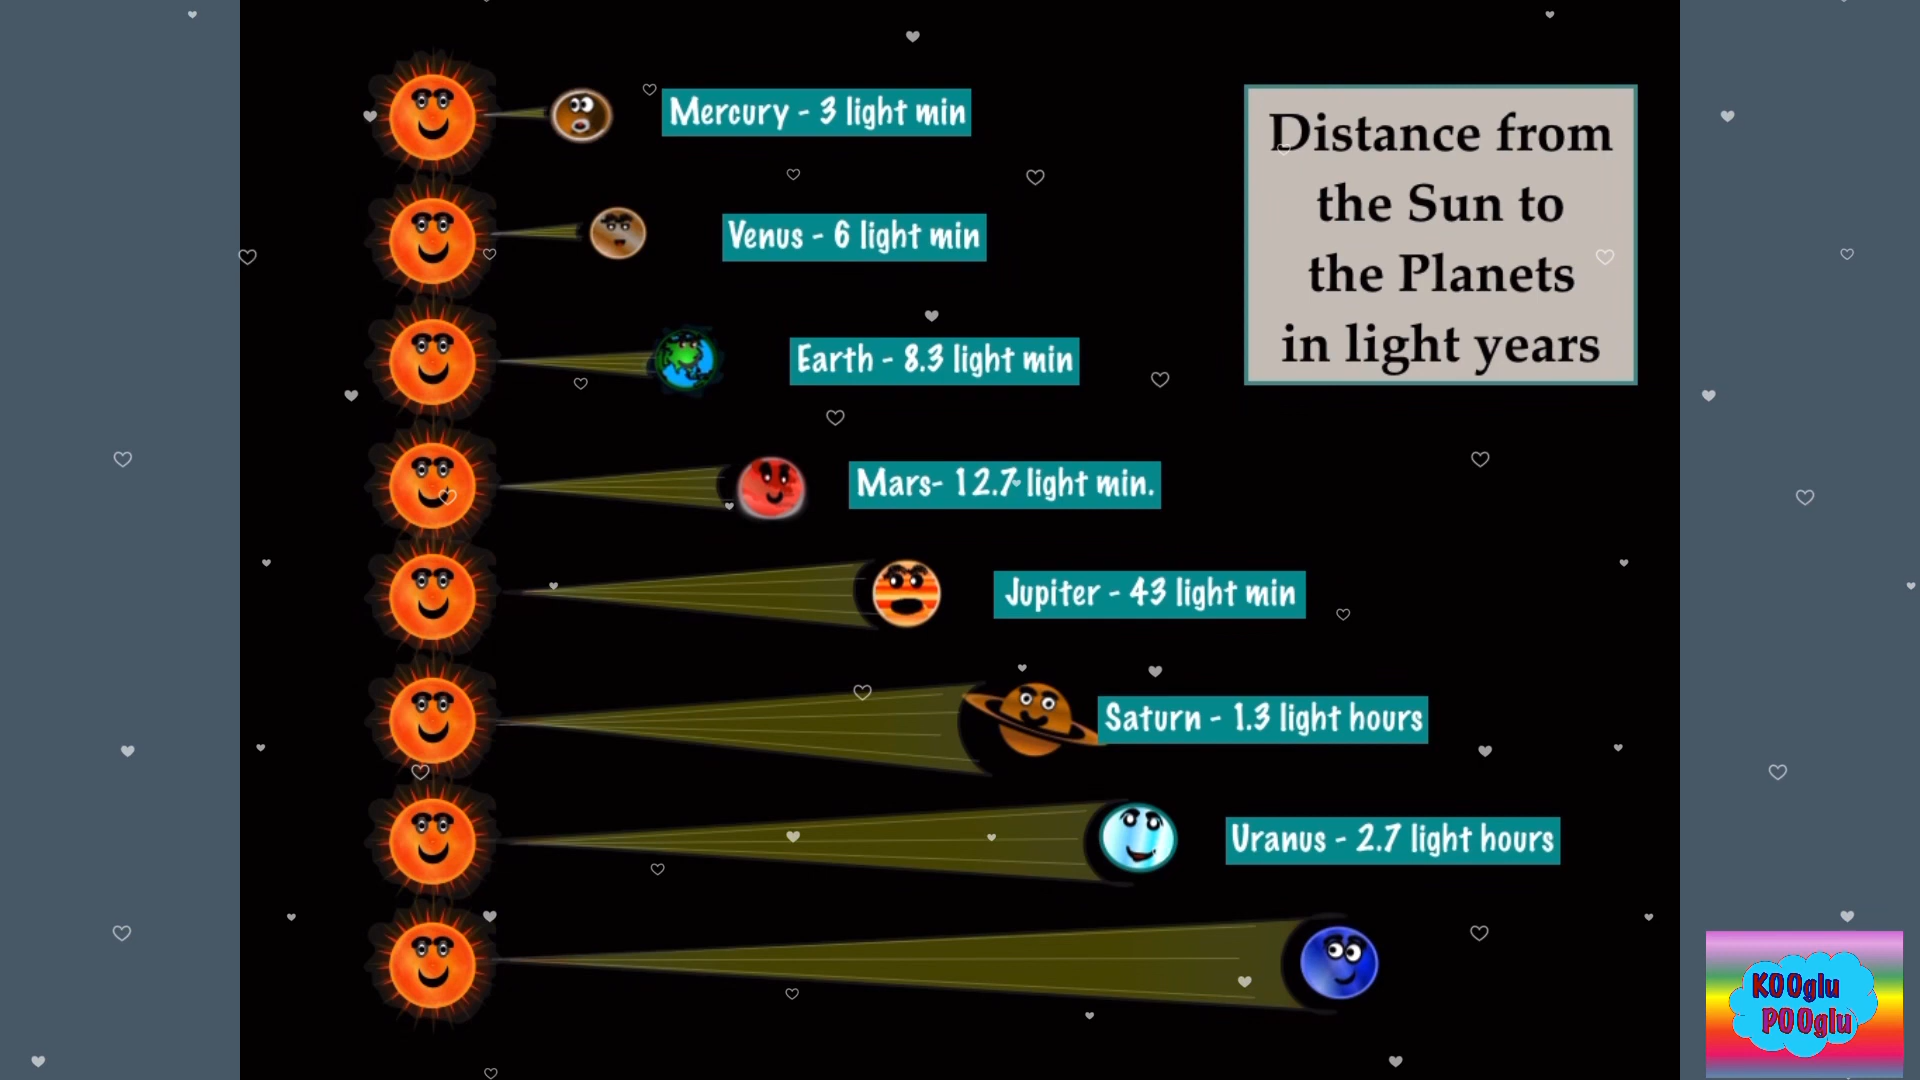 Mercury - 3 light min
Distance from
the Sun to
the Planets
in light years
Venus - 6 light min
Earth - 8.3 light min
Mars- 12.7 light min.
Jupiter - 43 light min
Saturn - 1.3 light hours
Uranus - 2.7 light hours
KOOglu
POOglu